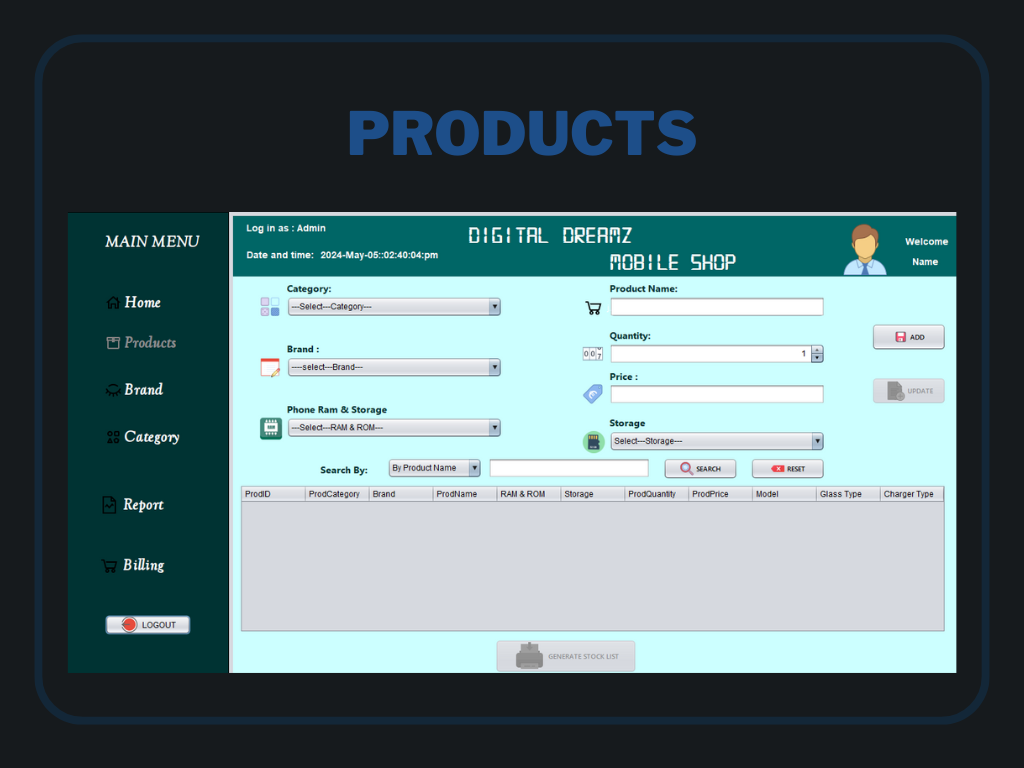 PRODUCTS
MAIN MENU
Home
Products
Brand
Category
Report
Billing
LOGOUT
Log in as : Admin
Date and time: 2024-May-05::02:40:04:pm
DIGITAL DREAMZ
MOBILE SHOP
Welcome
Name
Category:
---Select---Category---
Product Name:
Brand :
----select---Brand---
Quantity:
007
1
ADD
Price :
UPDATE
Phone Ram & Storage
RAM
---Select---RAM & ROM---
Storage
Select---Storage---
Search By:
By Product Name
SEARCH
RESET
ProdID ProdCategory Brand ProdName RAM & ROM Storage ProdQuantity ProdPrice Model Glass Type Charger Type
GENERATE STOCK LIST